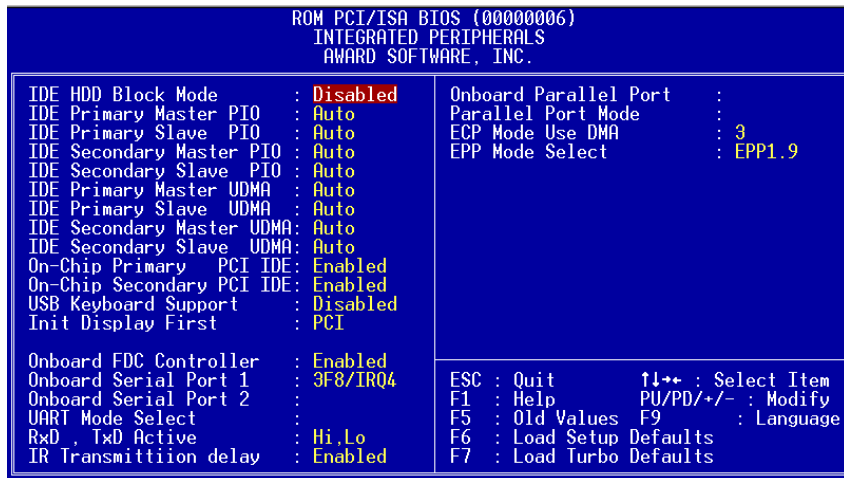 ROM PCI/ISA BIOS (00000006)
INTEGRATED PERIPHERALS
AWARD SOFTWARE, INC.
IDE HDD Block Mode : Disabled
IDE Primary Master PIO : Auto
IDE Primary Slave PIO : Auto
IDE Secondary Master PIO : Auto
IDE Secondary Slave PIO : Auto
IDE Primary Master UDMA : Auto
IDE Primary Slave UDMA : Auto
IDE Secondary Master UDMA: Auto
IDE Secondary Slave UDMA: Auto
On-Chip Primary PCI IDE: Enabled
On-Chip Secondary PCI IDE: Enabled
USB Keyboard Support : Disabled
Init Display First : PCI
Onboard FDC Controller : Enabled
Onboard Serial Port 1 : 3F8/IRQ4
Onboard Serial Port 2 :
UART Mode Select :
RxD , TxD Active : Hi,Lo
IR Transmittiion delay : Enabled
Onboard Parallel Port :
Parallel Port Mode :
ECP Mode Use DMA : 3
EPP Mode Select : EPP1.9
ESC : Quit ↑↓→← : Select Item
F1 : Help PU/PD/+/- : Modify
F5 : Old Values F9 : Language
F6 : Load Setup Defaults
F7 : Load Turbo Defaults